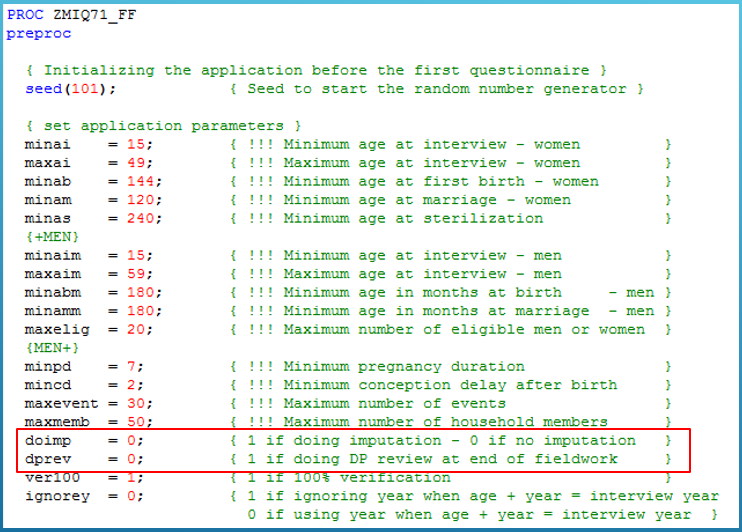 PROC ZMIQ71_FF
preproc
{ Initializing the application before the first questionnaire }
seed(101); { Seed to start the random number generator }
{ set application parameters }
minai = 15; { !!! Minimum age at interview - women }
maxai = 49; { !!! Maximum age at interview - women }
minab = 144; { !!! Minimum age at first birth - women }
minam = 120; { !!! Minimum age at marriage - women }
minas = 240; { !!! Minimum age at sterilization }
{+MEN}
minaim = 15; { !!! Minimum age at interview - men }
maxaim = 59; { !!! Maximum age at interview - men }
minabm = 180; { !!! Minimum age in months at birth - men }
minamm = 180; { !!! Minimum age in months at marriage - men }
maxelig = 20; { !!! Maximum number of eligible men or women }
{MEN+}
minpd = 7; { !!! Minimum pregnancy duration }
mincd = 2; { !!! Minimum conception delay after birth }
maxevent = 30; { !!! Maximum number of events }
maxmemb = 50; { !!! Maximum number of household members }
doimp = 0; { 1 if doing imputation - 0 if no imputation }
dprev = 0; { 1 if doing DP review at end of fieldwork }
ver100 = 1; { 1 if 100% verification }
ignorey = 0; { 1 if ignoring year when age + year = interview year
0 if using year when age + year = interview year }